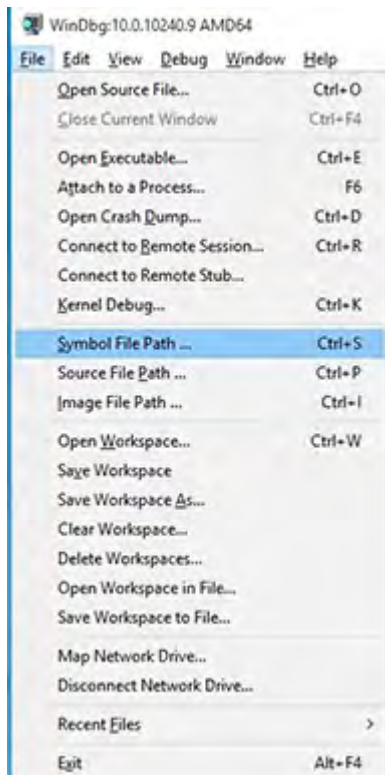 WinDbg:10.0.10240.9 AMD64
File Edit View Debug Window Help
Open Source File... Ctrl+O
Close Current Window Ctrl+F4
Open Executable... Ctrl+E
Attach to a Process... F6
Open Crash Dump... Ctrl+D
Connect to Remote Session... Ctrl+R
Connect to Remote Stub...
Kernel Debug... Ctrl+K
Symbol File Path ... Ctrl+S
Source File Path ... Ctrl+P
Image File Path ... Ctrl+I
Open Workspace... Ctrl+W
Save Workspace
Save Workspace As...
Clear Workspace...
Delete Workspaces...
Open Workspace in File...
Save Workspace to File...
Map Network Drive...
Disconnect Network Drive...
Recent Files >
Exit Alt+F4